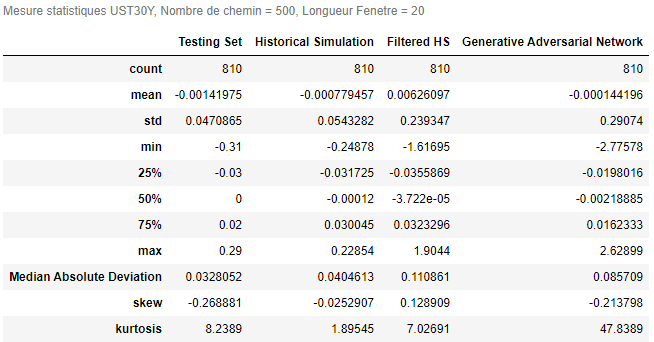 Mesure statistiques UST30Y, Nombre de chemin = 500, Longueur Fenetre = 20
Testing Set Historical Simulation Filtered HS Generative Adversarial Network
count 810 810 810 810
mean -0.00141975 -0.000779457 0.00626097 -0.000144196
std 0.0470865 0.0543282 0.239347 0.29074
min -0.31 -0.24878 -1.61695 -2.77578
25% -0.03 -0.031725 -0.0355869 -0.0198016
50% 0 -0.00012 -3.722e-05 -0.00218885
75% 0.02 0.030045 0.0323296 0.0162333
max 0.29 0.22854 1.9044 2.62899
Median Absolute Deviation 0.0328052 0.0404613 0.110861 0.085709
skew -0.268881 -0.0252907 0.128909 -0.213798
kurtosis 8.2389 1.89545 7.02691 47.8389